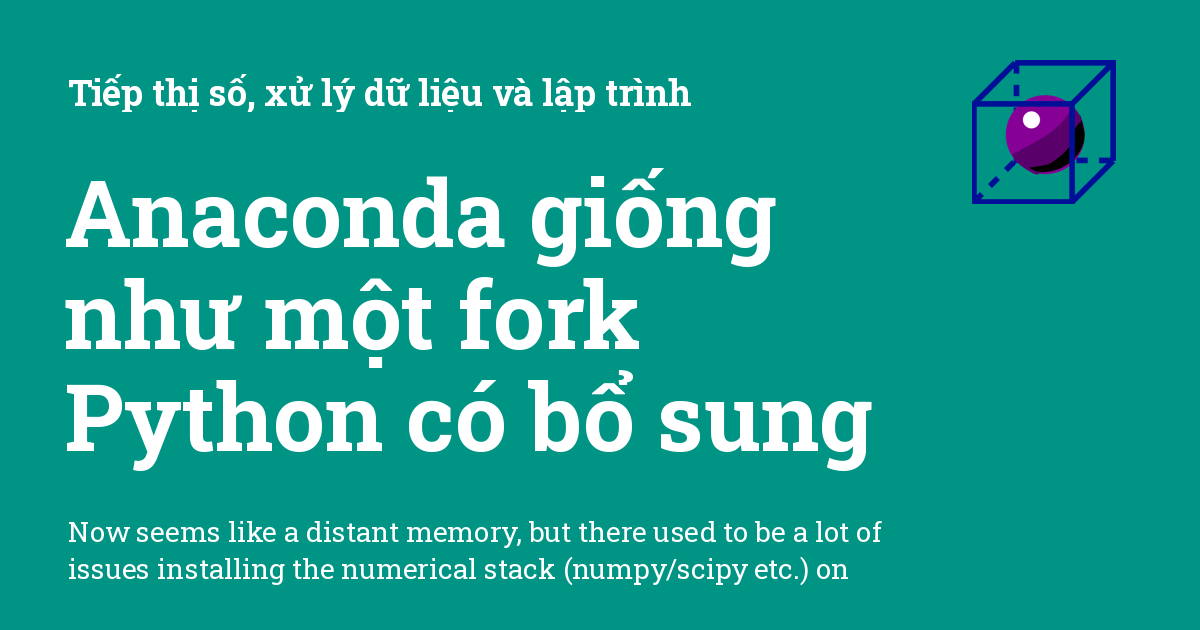 Tiếp thị số, xử lý dữ liệu và lập trình
Anaconda giống
như một fork
Python có bổ sung
Now seems like a distant memory, but there used to be a lot of
issues installing the numerical stack (numpy/scipy etc.) on